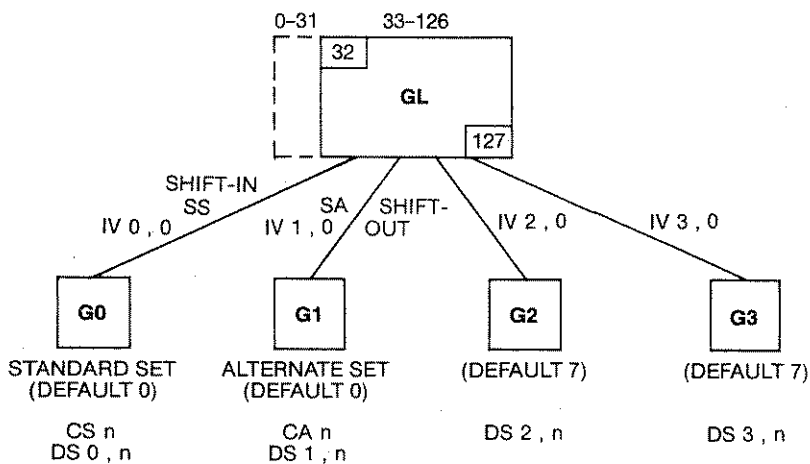 0–31 33–126
32
GL
127
SHIFT-IN
SS
SA SHIFT-
OUT
IV 0 , 0
IV 1 , 0
IV 2 , 0
IV 3 , 0
G0
G1
G2
G3
STANDARD SET
(DEFAULT 0)
ALTERNATE SET
(DEFAULT 0)
(DEFAULT 7)
(DEFAULT 7)
CS n
DS 0 , n
CA n
DS 1 , n
DS 2 , n
DS 3 , n